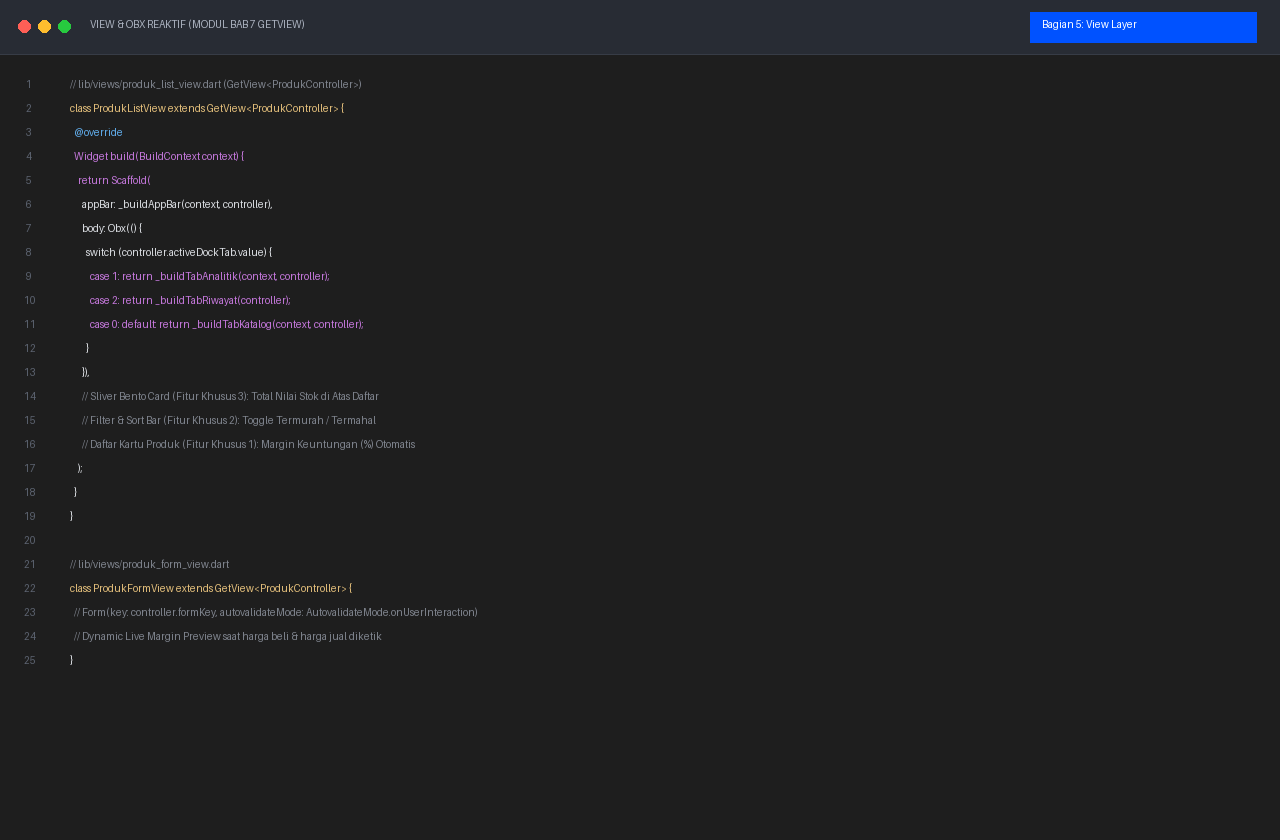 VIEW & OBX REAKTIF (MODUL BAB 7 GETVIEW)
Bagian 5: View Layer
1 // lib/views/produk_list_view.dart (GetView<ProdukController>)
2 class ProdukListView extends GetView<ProdukController> {
3 @override
4 Widget build(BuildContext context) {
5 return Scaffold(
6 appBar: _buildAppBar(context, controller),
7 body: Obx(() {
8 switch (controller.activeDockTab.value) {
9 case 1: return _buildTabAnalitik(context, controller);
10 case 2: return _buildTabRiwayat(controller);
11 case 0: default: return _buildTabKatalog(context, controller);
12 }
13 }),
14 // Sliver Bento Card (Fitur Khusus 3): Total Nilai Stok di Atas Daftar
15 // Filter & Sort Bar (Fitur Khusus 2): Toggle Termurah / Termahal
16 // Daftar Kartu Produk (Fitur Khusus 1): Margin Keuntungan (%) Otomatis
17 );
18 }
19 }
20
21 // lib/views/produk_form_view.dart
22 class ProdukFormView extends GetView<ProdukController> {
23 // Form(key: controller.formKey, autovalidateMode: AutovalidateMode.onUserInteraction)
24 // Dynamic Live Margin Preview saat harga beli & harga jual diketik
25 }